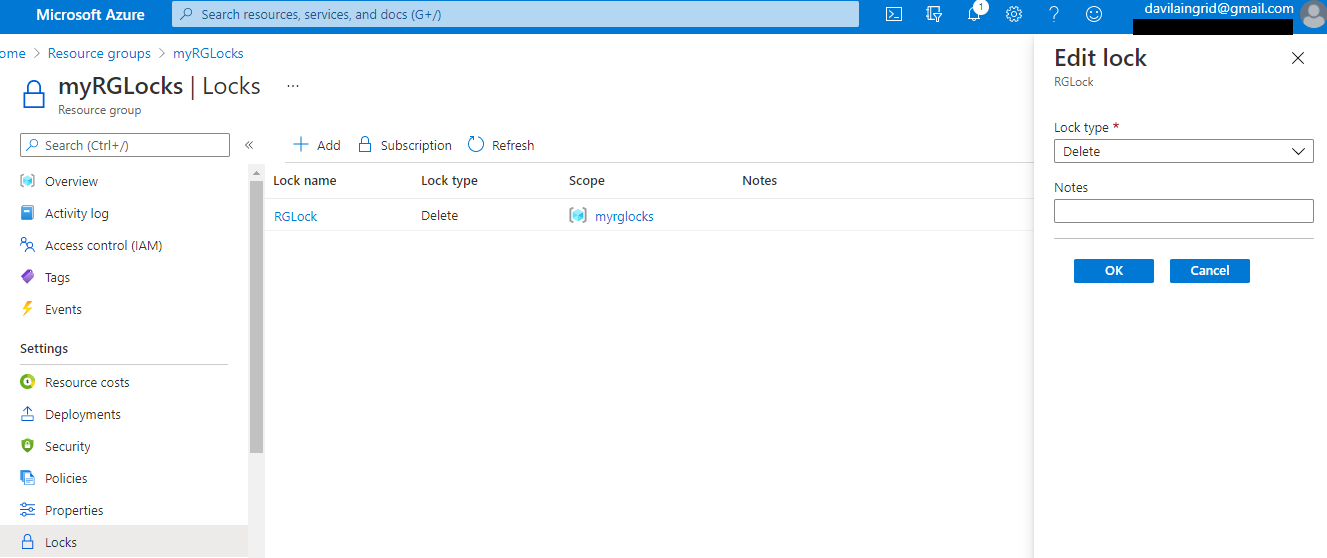 Microsoft Azure
Search resources, services, and docs (G+/)
1
davilaingrid@gmail.com
ome > Resource groups > myRGLocks
myRGLocks | Locks ...
Resource group
Search (Ctrl+/) «
Overview
Activity log
Access control (IAM)
Tags
Events
Settings
Resource costs
Deployments
Security
Policies
Properties
Locks
Add Subscription Refresh
Lock name Lock type Scope Notes
RGLock Delete myrglocks
Edit lock
RGLock
Lock type *
Delete
Notes
OK Cancel